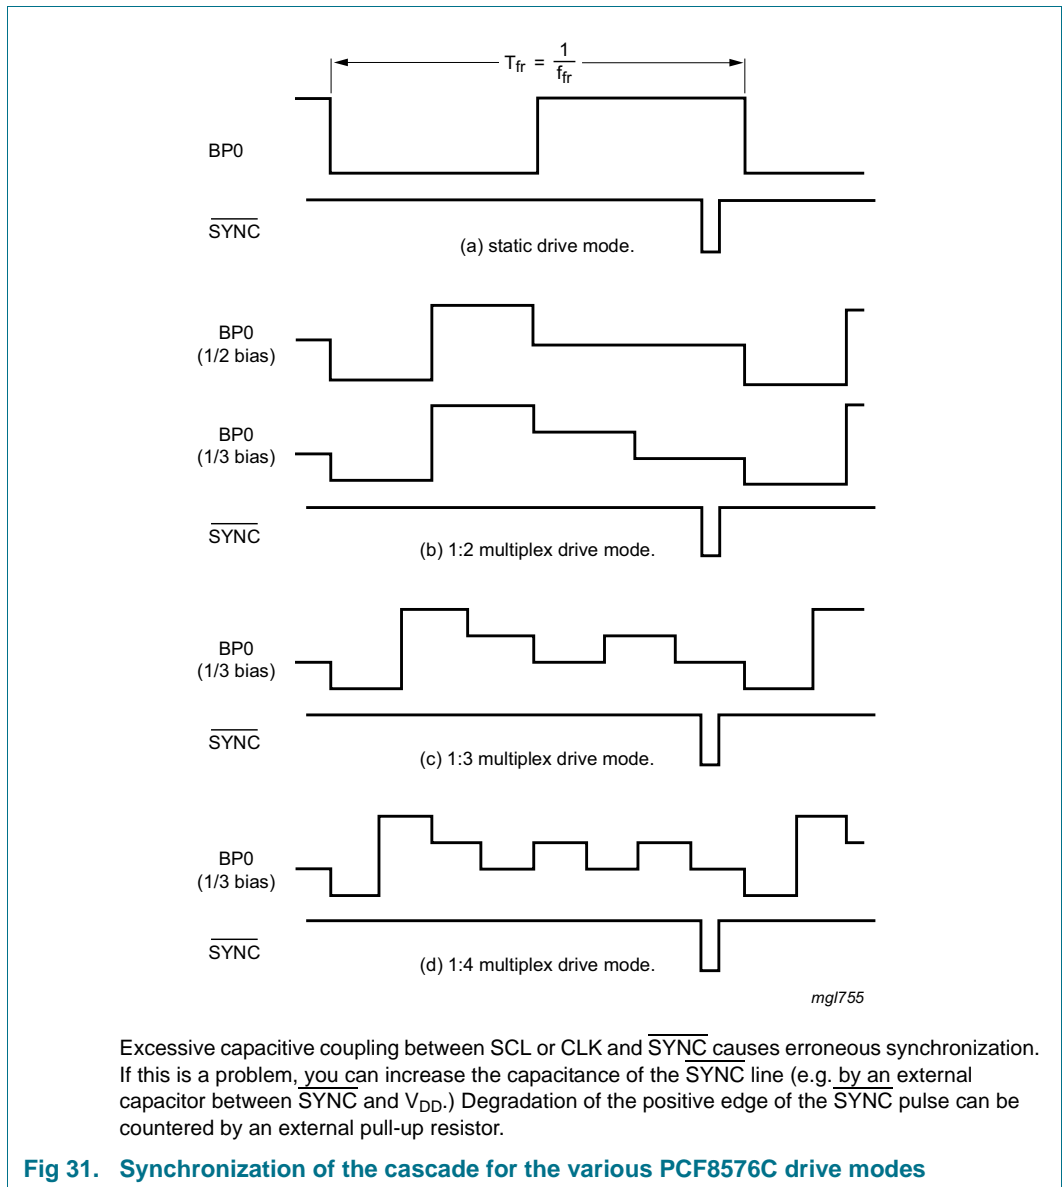 Tfr = 1/ffr
BP0
SYNC
(a) static drive mode.
BP0
(1/2 bias)
BP0
(1/3 bias)
SYNC
(b) 1:2 multiplex drive mode.
BP0
(1/3 bias)
SYNC
(c) 1:3 multiplex drive mode.
BP0
(1/3 bias)
SYNC
(d) 1:4 multiplex drive mode.
mgl755
Excessive capacitive coupling between SCL or CLK and SYNC causes erroneous synchronization.
If this is a problem, you can increase the capacitance of the SYNC line (e.g. by an external
capacitor between SYNC and VDD.) Degradation of the positive edge of the SYNC pulse can be
countered by an external pull-up resistor.
Fig 31. Synchronization of the cascade for the various PCF8576C drive modes